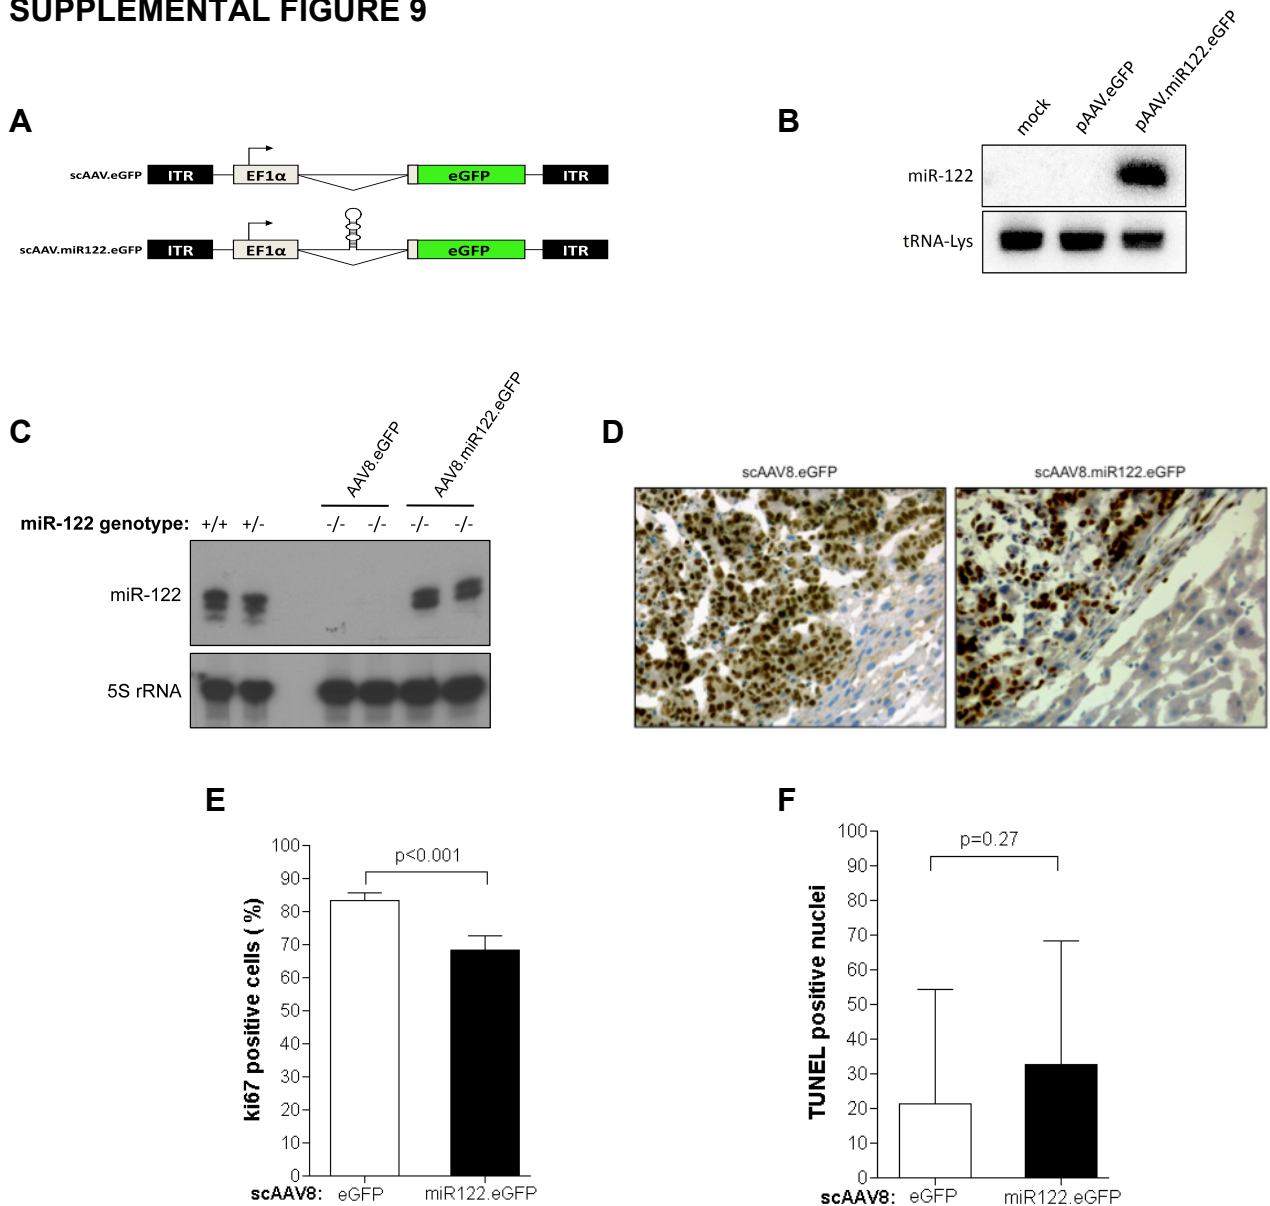 SUPPLEMENTAL FIGURE 9
A
scAAV.eGFP
ITR
EF1α
eGFP
ITR
scAAV.miR122.eGFP
ITR
EF1α
eGFP
ITR
B
mock
pAAV.eGFP
pAAV.miR122.eGFP
miR-122
tRNA-Lys
C
AAV8.eGFP
AAV8.miR122.eGFP
miR-122 genotype: +/+ +/- -/- -/- -/- -/-
miR-122
5S rRNA
D
scAAV8.eGFP
scAAV8.miR122.eGFP
E
p<0.001
ki67 positive cells ( %)
100
90
80
70
60
50
40
30
20
10
0
scAAV8: eGFP miR122.eGFP
F
p=0.27
TUNEL positive nuclei
100
90
80
70
60
50
40
30
20
10
0
scAAV8: eGFP miR122.eGFP